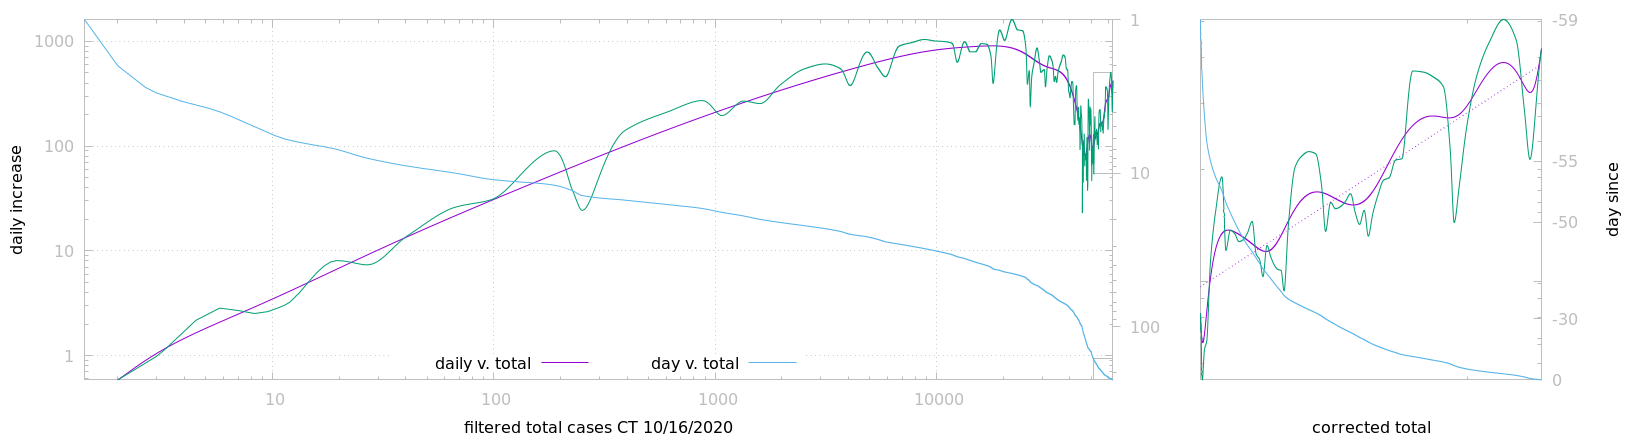 1000
100
10
1
daily increase
10
100
1000
10000
filtered total cases CT 10/16/2020
daily v. total
day v. total
1
10
100
-59
-55
-50
-30
0
day since
corrected total